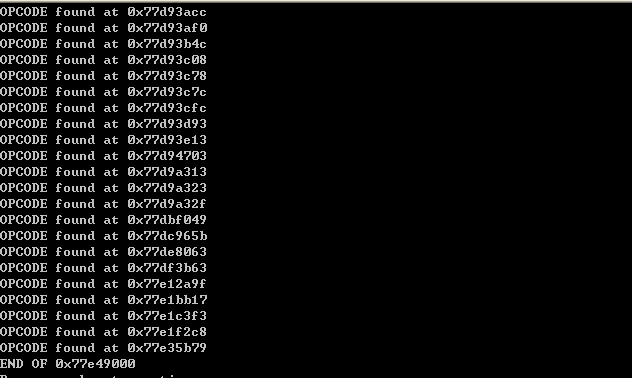 OPCODE found at 0x77d93acc
OPCODE found at 0x77d93af0
OPCODE found at 0x77d93b4c
OPCODE found at 0x77d93c08
OPCODE found at 0x77d93c78
OPCODE found at 0x77d93c7c
OPCODE found at 0x77d93cfc
OPCODE found at 0x77d93d93
OPCODE found at 0x77d93e13
OPCODE found at 0x77d94703
OPCODE found at 0x77d9a313
OPCODE found at 0x77d9a323
OPCODE found at 0x77d9a32f
OPCODE found at 0x77dbf049
OPCODE found at 0x77dc965b
OPCODE found at 0x77de8063
OPCODE found at 0x77df3b63
OPCODE found at 0x77e12a9f
OPCODE found at 0x77e1bb17
OPCODE found at 0x77e1c3f3
OPCODE found at 0x77e1f2c8
OPCODE found at 0x77e35b79
END OF 0x77e49000